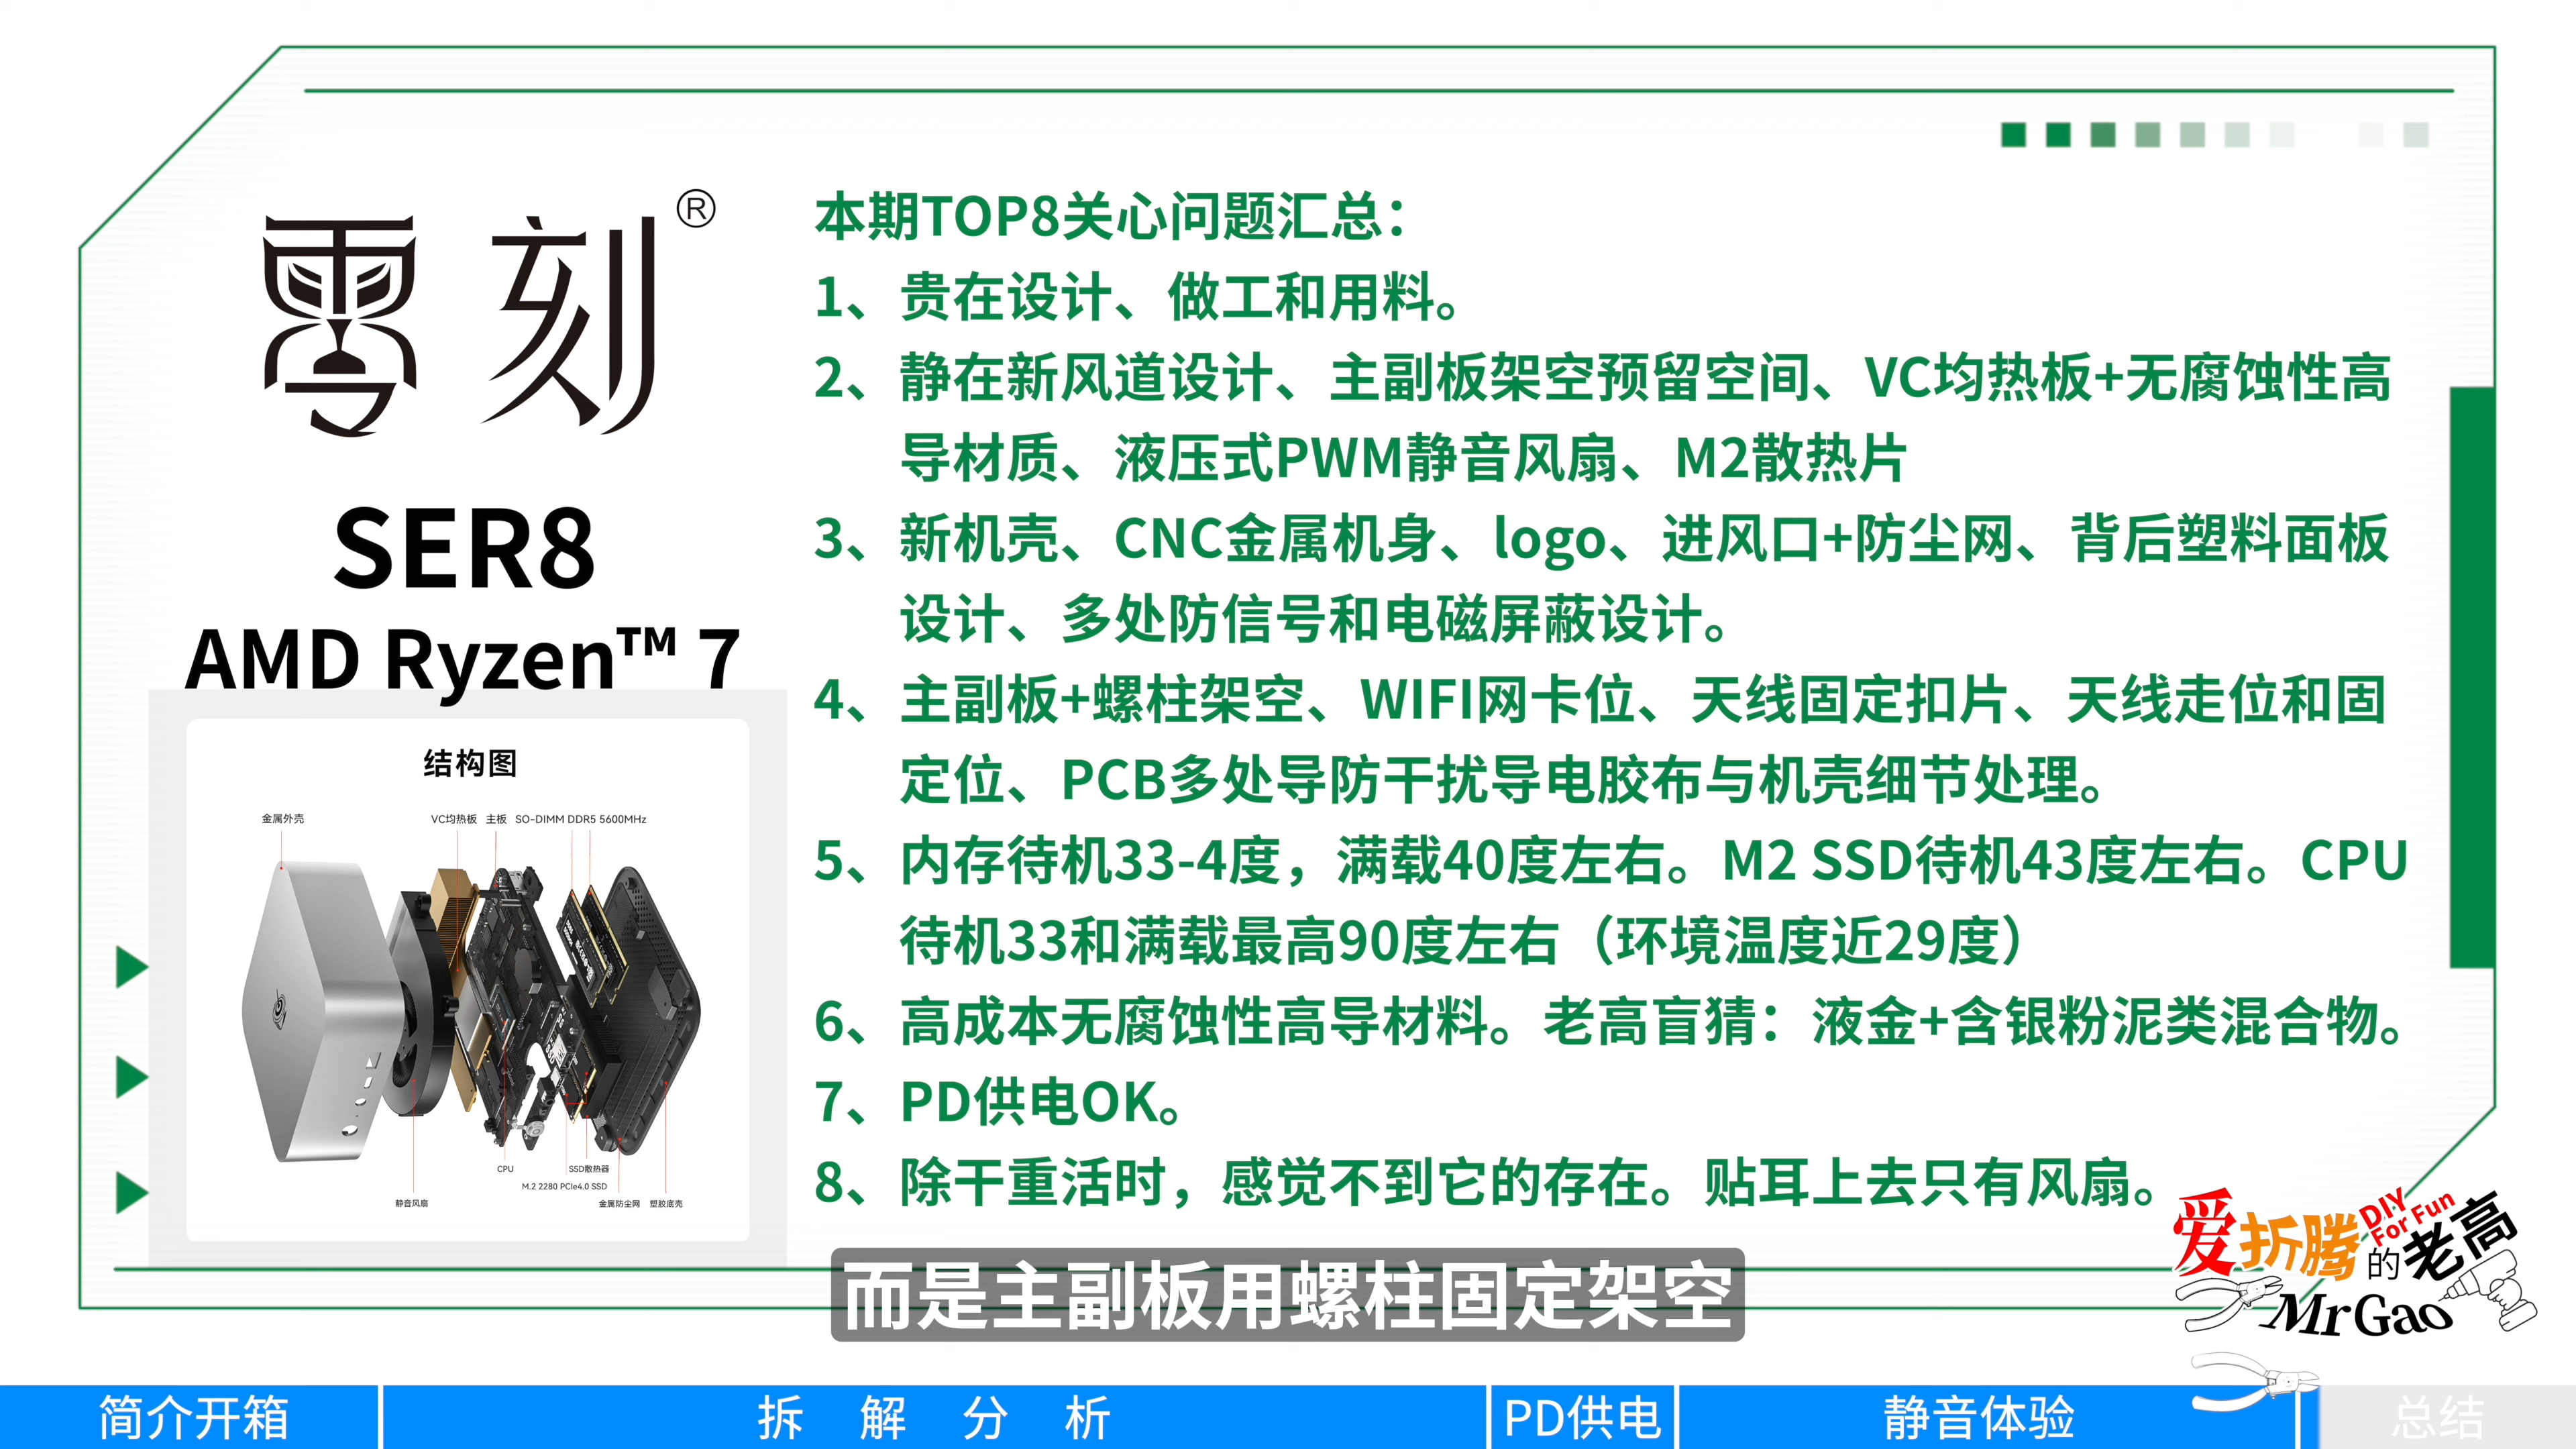 零刻®
SER8
AMD Ryzen™ 7
结构图
金属外壳
VC均热板 主板 SO-DIMM DDR5 5600MHz
CPU
SSD散热器
M.2 2280 PCIe4.0 SSD
静音风扇
金属防尘网 塑胶底壳
本期TOP8关心问题汇总：
1、贵在设计、做工和用料。
2、静在新风道设计、主副板架空预留空间、VC均热板+无腐蚀性高
导材质、液压式PWM静音风扇、M2散热片
3、新机壳、CNC金属机身、logo、进风口+防尘网、背后塑料面板
设计、多处防信号和电磁屏蔽设计。
4、主副板+螺柱架空、WIFI网卡位、天线固定扣片、天线走位和固
定位、PCB多处导防干扰导电胶布与机壳细节处理。
5、内存待机33-4度，满载40度左右。M2 SSD待机43度左右。CPU
待机33和满载最高90度左右（环境温度近29度）
6、高成本无腐蚀性高导材料。老高盲猜：液金+含银粉泥类混合物。
7、PD供电OK。
8、除干重活时，感觉不到它的存在。贴耳上去只有风扇。
爱折腾的老高
DIY For Fun
MrGao
而是主副板用螺柱固定架空
简介开箱 拆解分析 PD供电 静音体验 总结